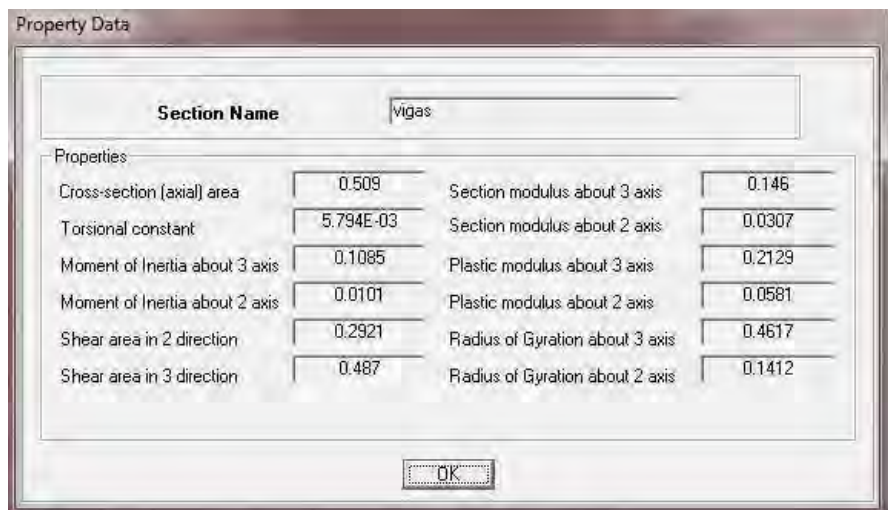 Property Data
Section Name vigas
Properties
Cross-section (axial) area 0.509 Section modulus about 3 axis 0.146
Torsional constant 5.794E-03 Section modulus about 2 axis 0.0307
Moment of Inertia about 3 axis 0.1085 Plastic modulus about 3 axis 0.2129
Moment of Inertia about 2 axis 0.0101 Plastic modulus about 2 axis 0.0581
Shear area in 2 direction 0.2921 Radius of Gyration about 3 axis 0.4617
Shear area in 3 direction 0.487 Radius of Gyration about 2 axis 0.1412
OK